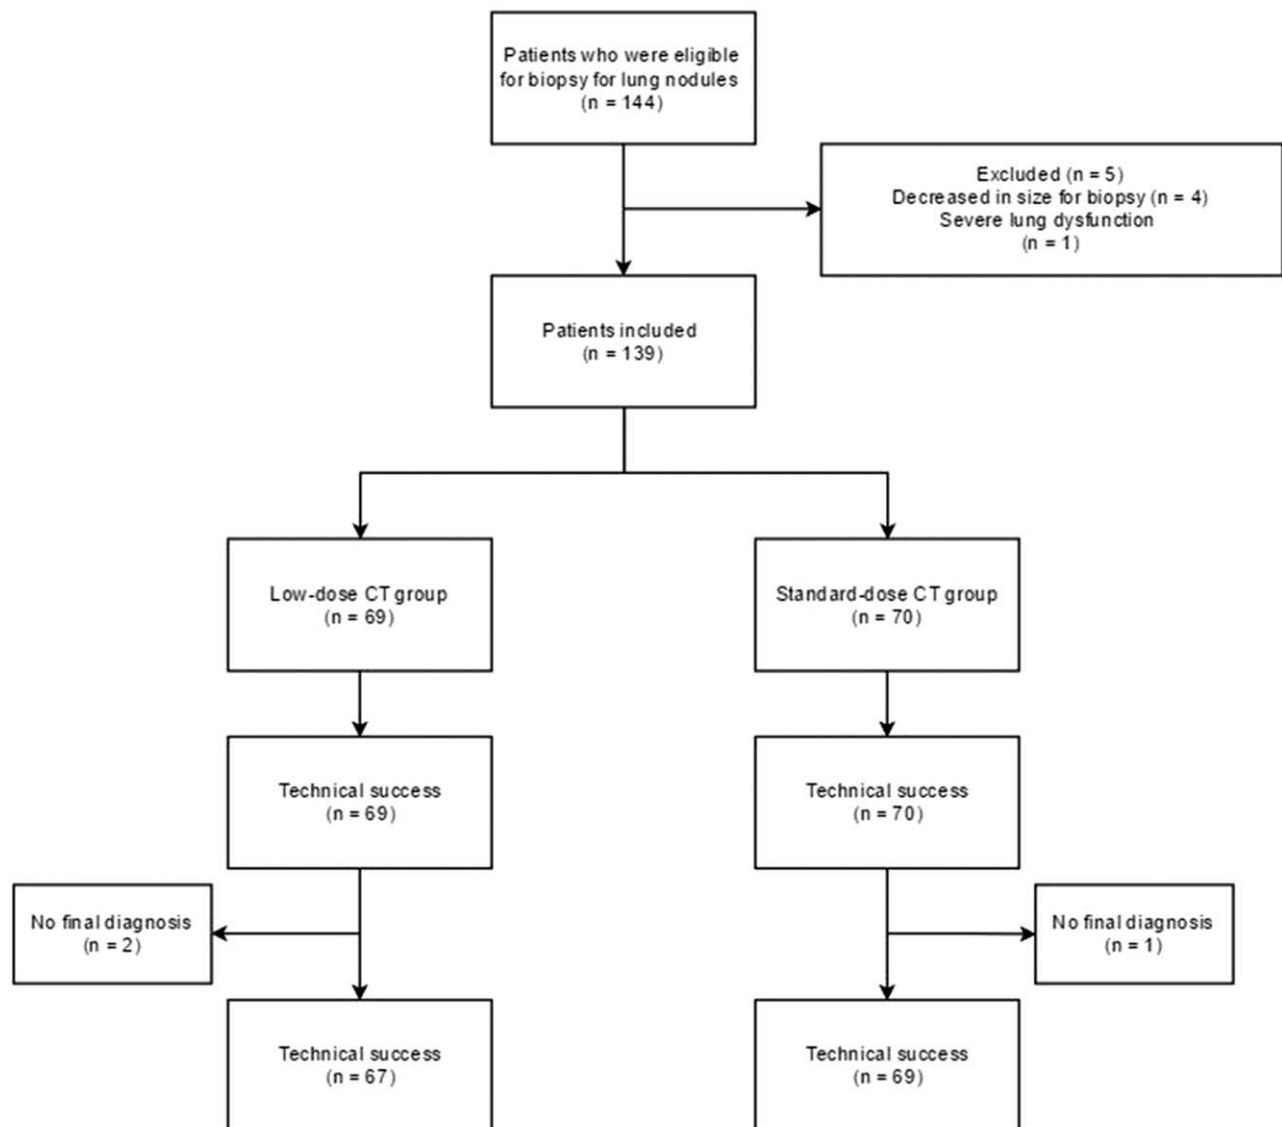 Patients who were eligible
for biopsy for lung nodules
(n = 144)
Excluded (n = 5)
Decreased in size for biopsy (n = 4)
Severe lung dysfunction
(n = 1)
Patients included
(n = 139)
Low-dose CT group
(n = 69)
Standard-dose CT group
(n = 70)
Technical success
(n = 69)
Technical success
(n = 70)
No final diagnosis
(n = 2)
No final diagnosis
(n = 1)
Technical success
(n = 67)
Technical success
(n = 69)